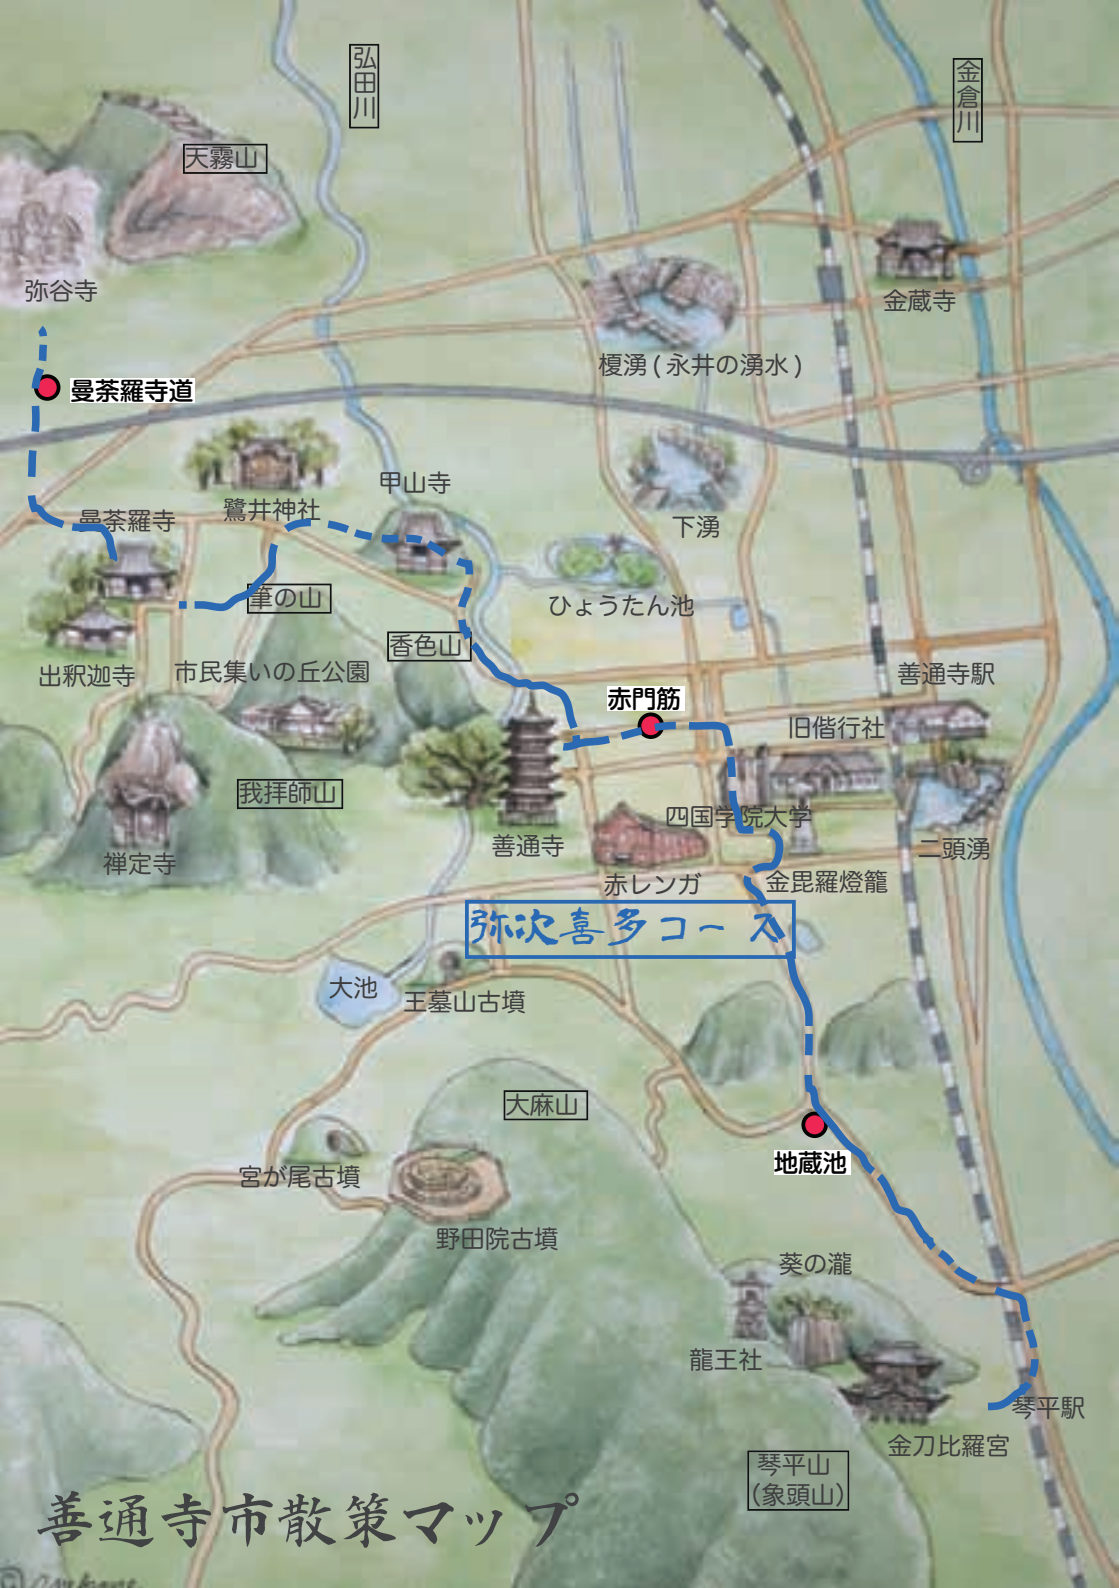 弘田川
金倉川
天霧山
弥谷寺
金蔵寺
榎湧(永井の湧水)
曼荼羅寺道
甲山寺
鷺井神社
曼荼羅寺
下湧
筆の山
ひょうたん池
香色山
出釈迦寺
市民集いの丘公園
善通寺駅
赤門筋
旧偕行社
我拝師山
四国学院大学
善通寺
二頭湧
禅定寺
赤レンガ
金毘羅燈籠
弥次喜多コース
大池
王墓山古墳
大麻山
地蔵池
宮が尾古墳
野田院古墳
葵の瀧
龍王社
琴平駅
金刀比羅宮
琴平山
(象頭山)
善通寺市散策マップ